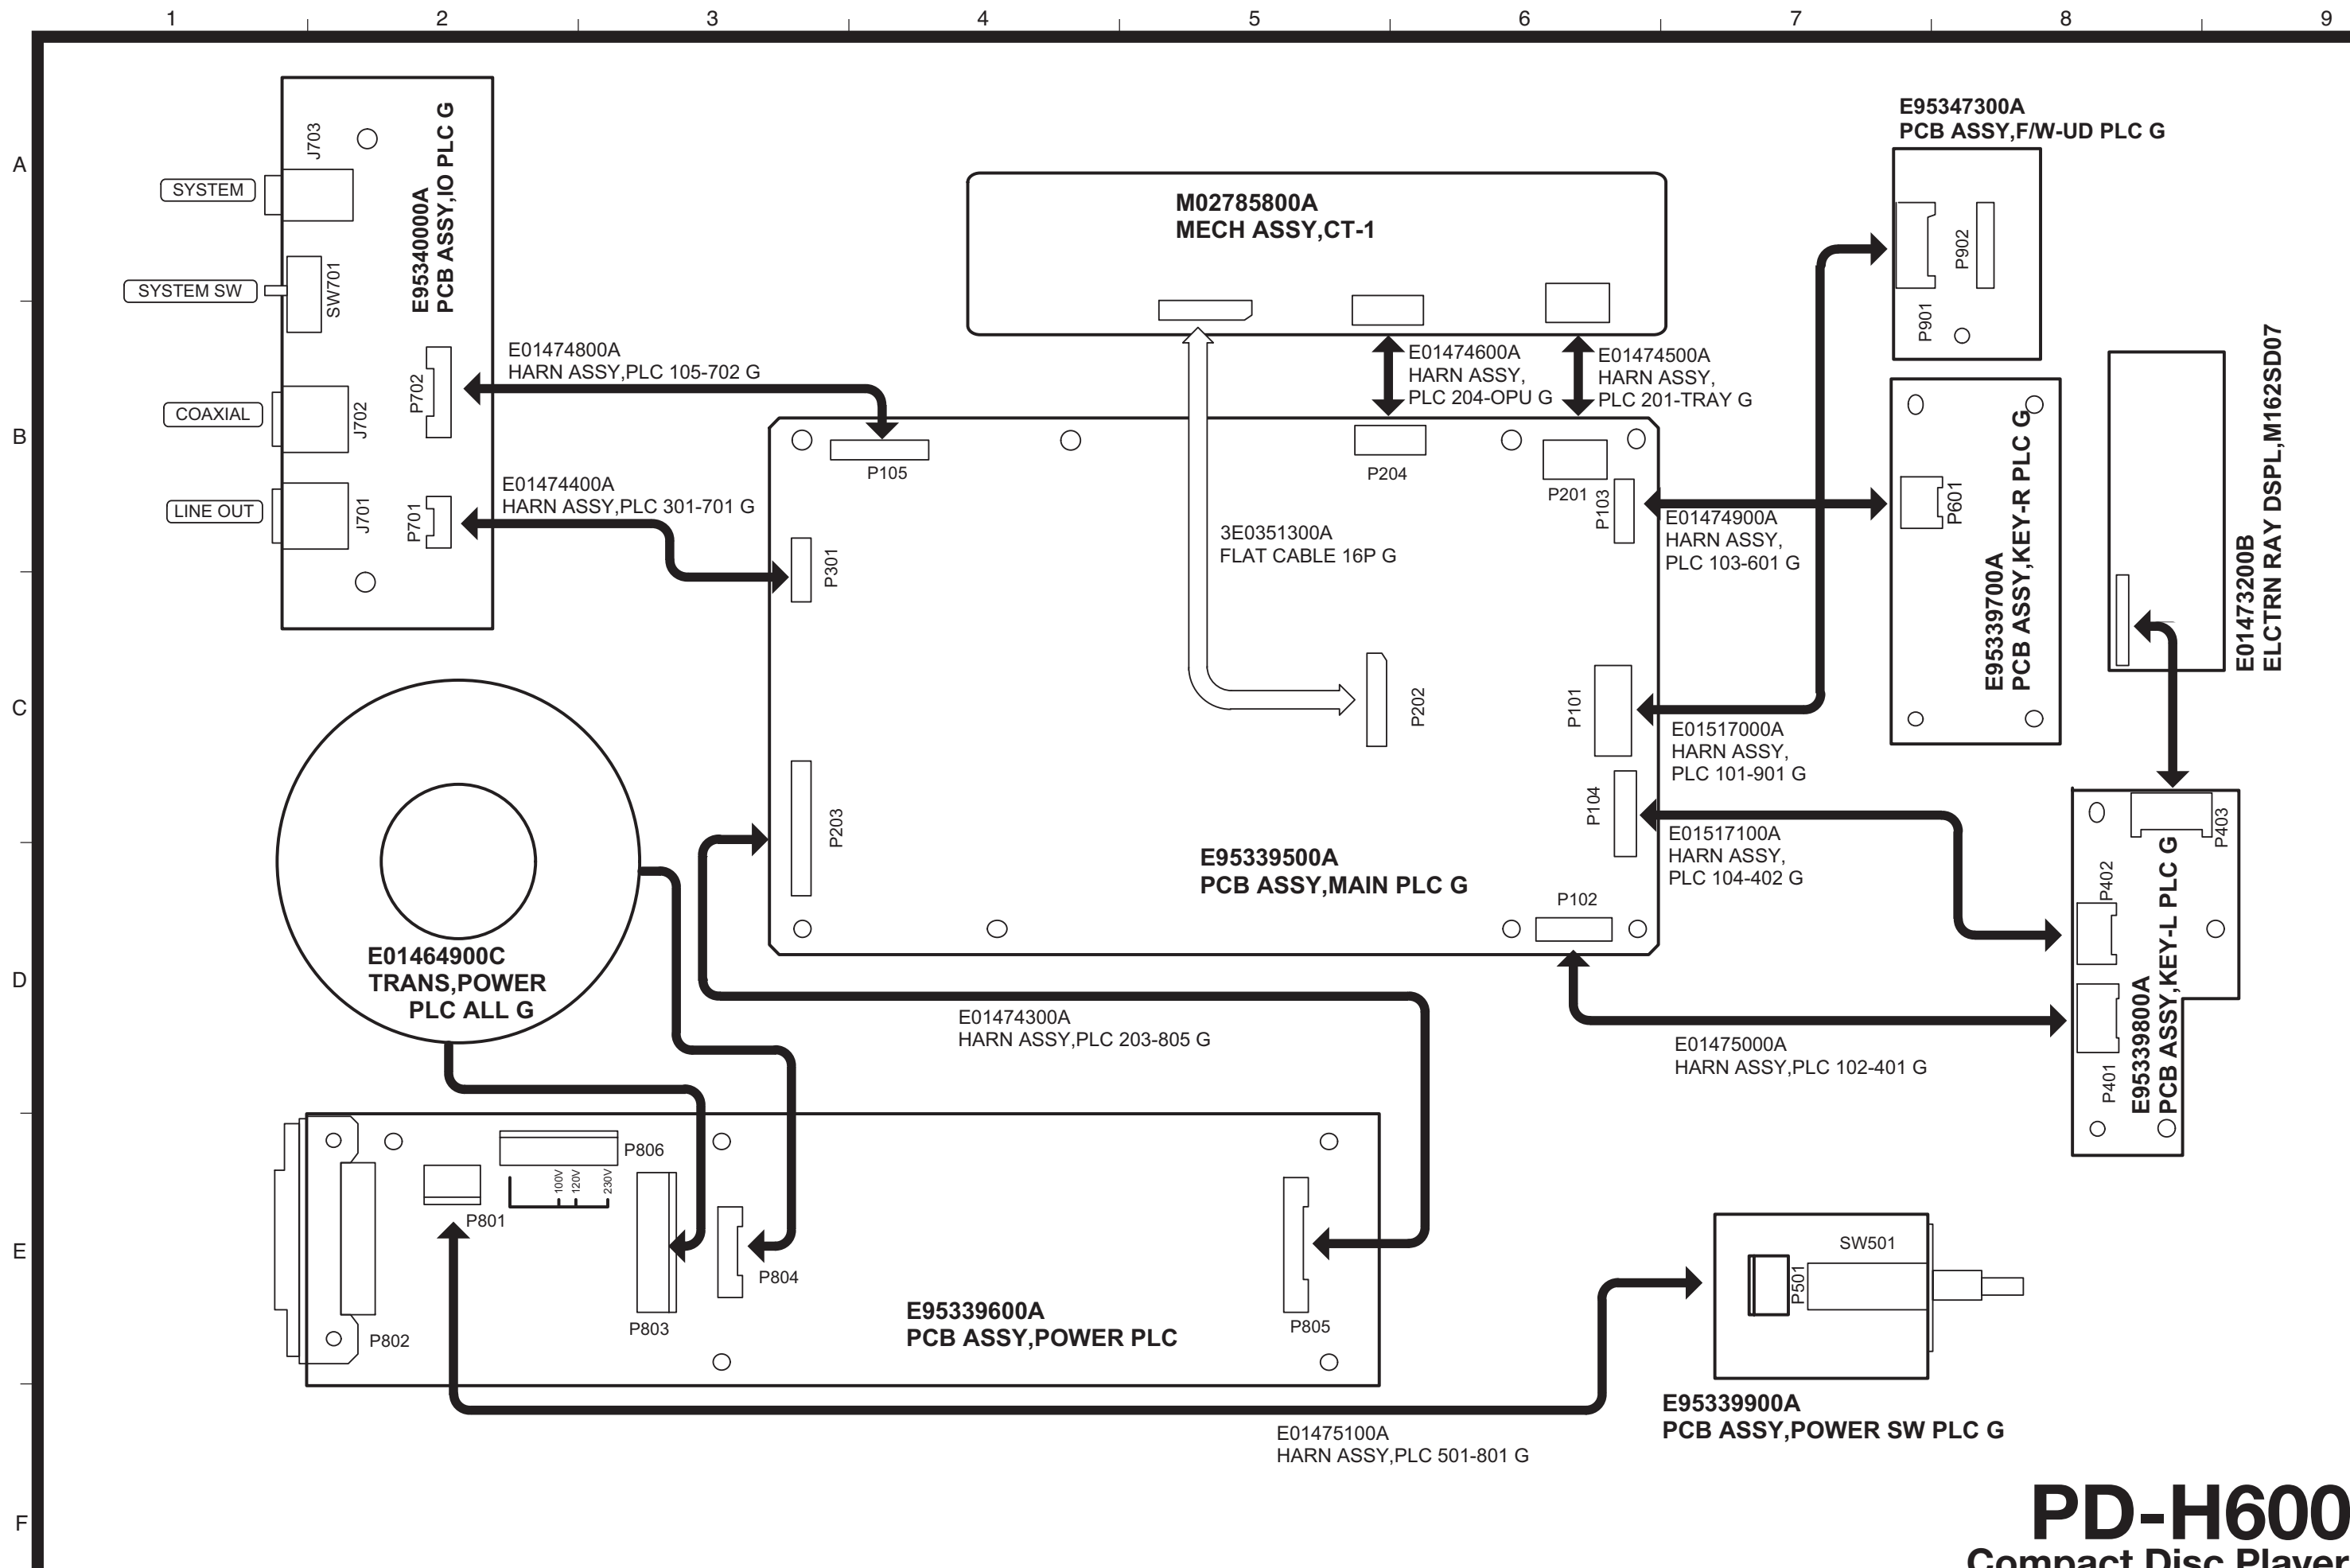 1 2 3 4 5 6 7 8 9
A
B
C
D
E
F
SYSTEM
SYSTEM SW
COAXIAL
LINE OUT
J703
SW701
J702
J701
P702
P701
E95340000A
PCB ASSY,IO PLC G
E01474800A
HARN ASSY,PLC 105-702 G
E01474400A
HARN ASSY,PLC 301-701 G
M02785800A
MECH ASSY,CT-1
E01474600A
HARN ASSY,
PLC 204-OPU G
E01474500A
HARN ASSY,
PLC 201-TRAY G
3E0351300A
FLAT CABLE 16P G
P105
P204
P201
P103
P301
P202
P101
P203
P104
P102
E95339500A
PCB ASSY,MAIN PLC G
E95347300A
PCB ASSY,F/W-UD PLC G
P902
P901
P601
E95339700A
PCB ASSY,KEY-R PLC G
E01474900A
HARN ASSY,
PLC 103-601 G
E01517000A
HARN ASSY,
PLC 101-901 G
E01517100A
HARN ASSY,
PLC 104-402 G
E01473200B
ELCTRN RAY DSPL,M162SD07
P403
P402
P401
E95339800A
PCB ASSY,KEY-L PLC G
E01475000A
HARN ASSY,PLC 102-401 G
E01464900C
TRANS,POWER
PLC ALL G
E01474300A
HARN ASSY,PLC 203-805 G
P806
100V
120V
230V
P801
P802
P803
P804
P805
E95339600A
PCB ASSY,POWER PLC
SW501
P501
E95339900A
PCB ASSY,POWER SW PLC G
E01475100A
HARN ASSY,PLC 501-801 G
PD-H600
Compact Disc Player